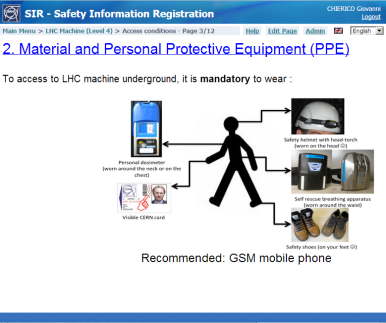 SIR - Safety Information Registration
CHIERICO Giovanni
Logout
Main Menu > LHC Machine (Level 4) > Access conditions - Page 3/12
Help Edit Page Admin English
2. Material and Personal Protective Equipment (PPE)
To access to LHC machine underground, it is mandatory to wear :
Personal dosimeter
(worn around the neck or on the
chest)
Visible CERN card
Safety helmet with head-torch
(worn on the head ☺)
Self rescue breathing apparatus
(worn around the waist)
Safety shoes (on your feet ☺)
Recommended: GSM mobile phone